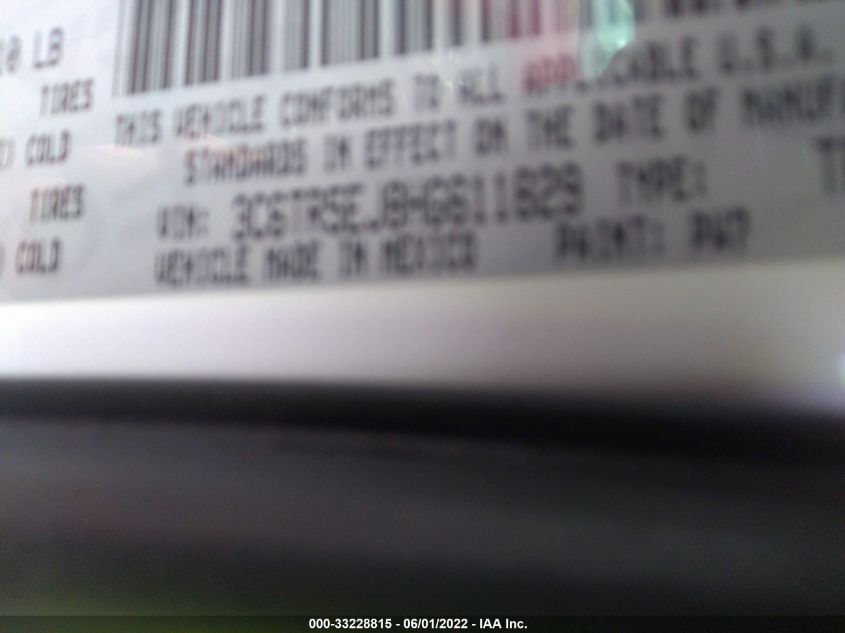 LB
TIRES
COLD
TIRES
COLD
THIS VEHICLE CONFORMS TO ALL APPLICABLE U.S.A.
STANDARDS IN EFFECT ON THE DATE OF
VIN: 3C6TR5EJ8HG611829 TYPE:
VEHICLE MADE IN MEXICO PAINT: PW7
000-33228815 - 06/01/2022 - IAA Inc.